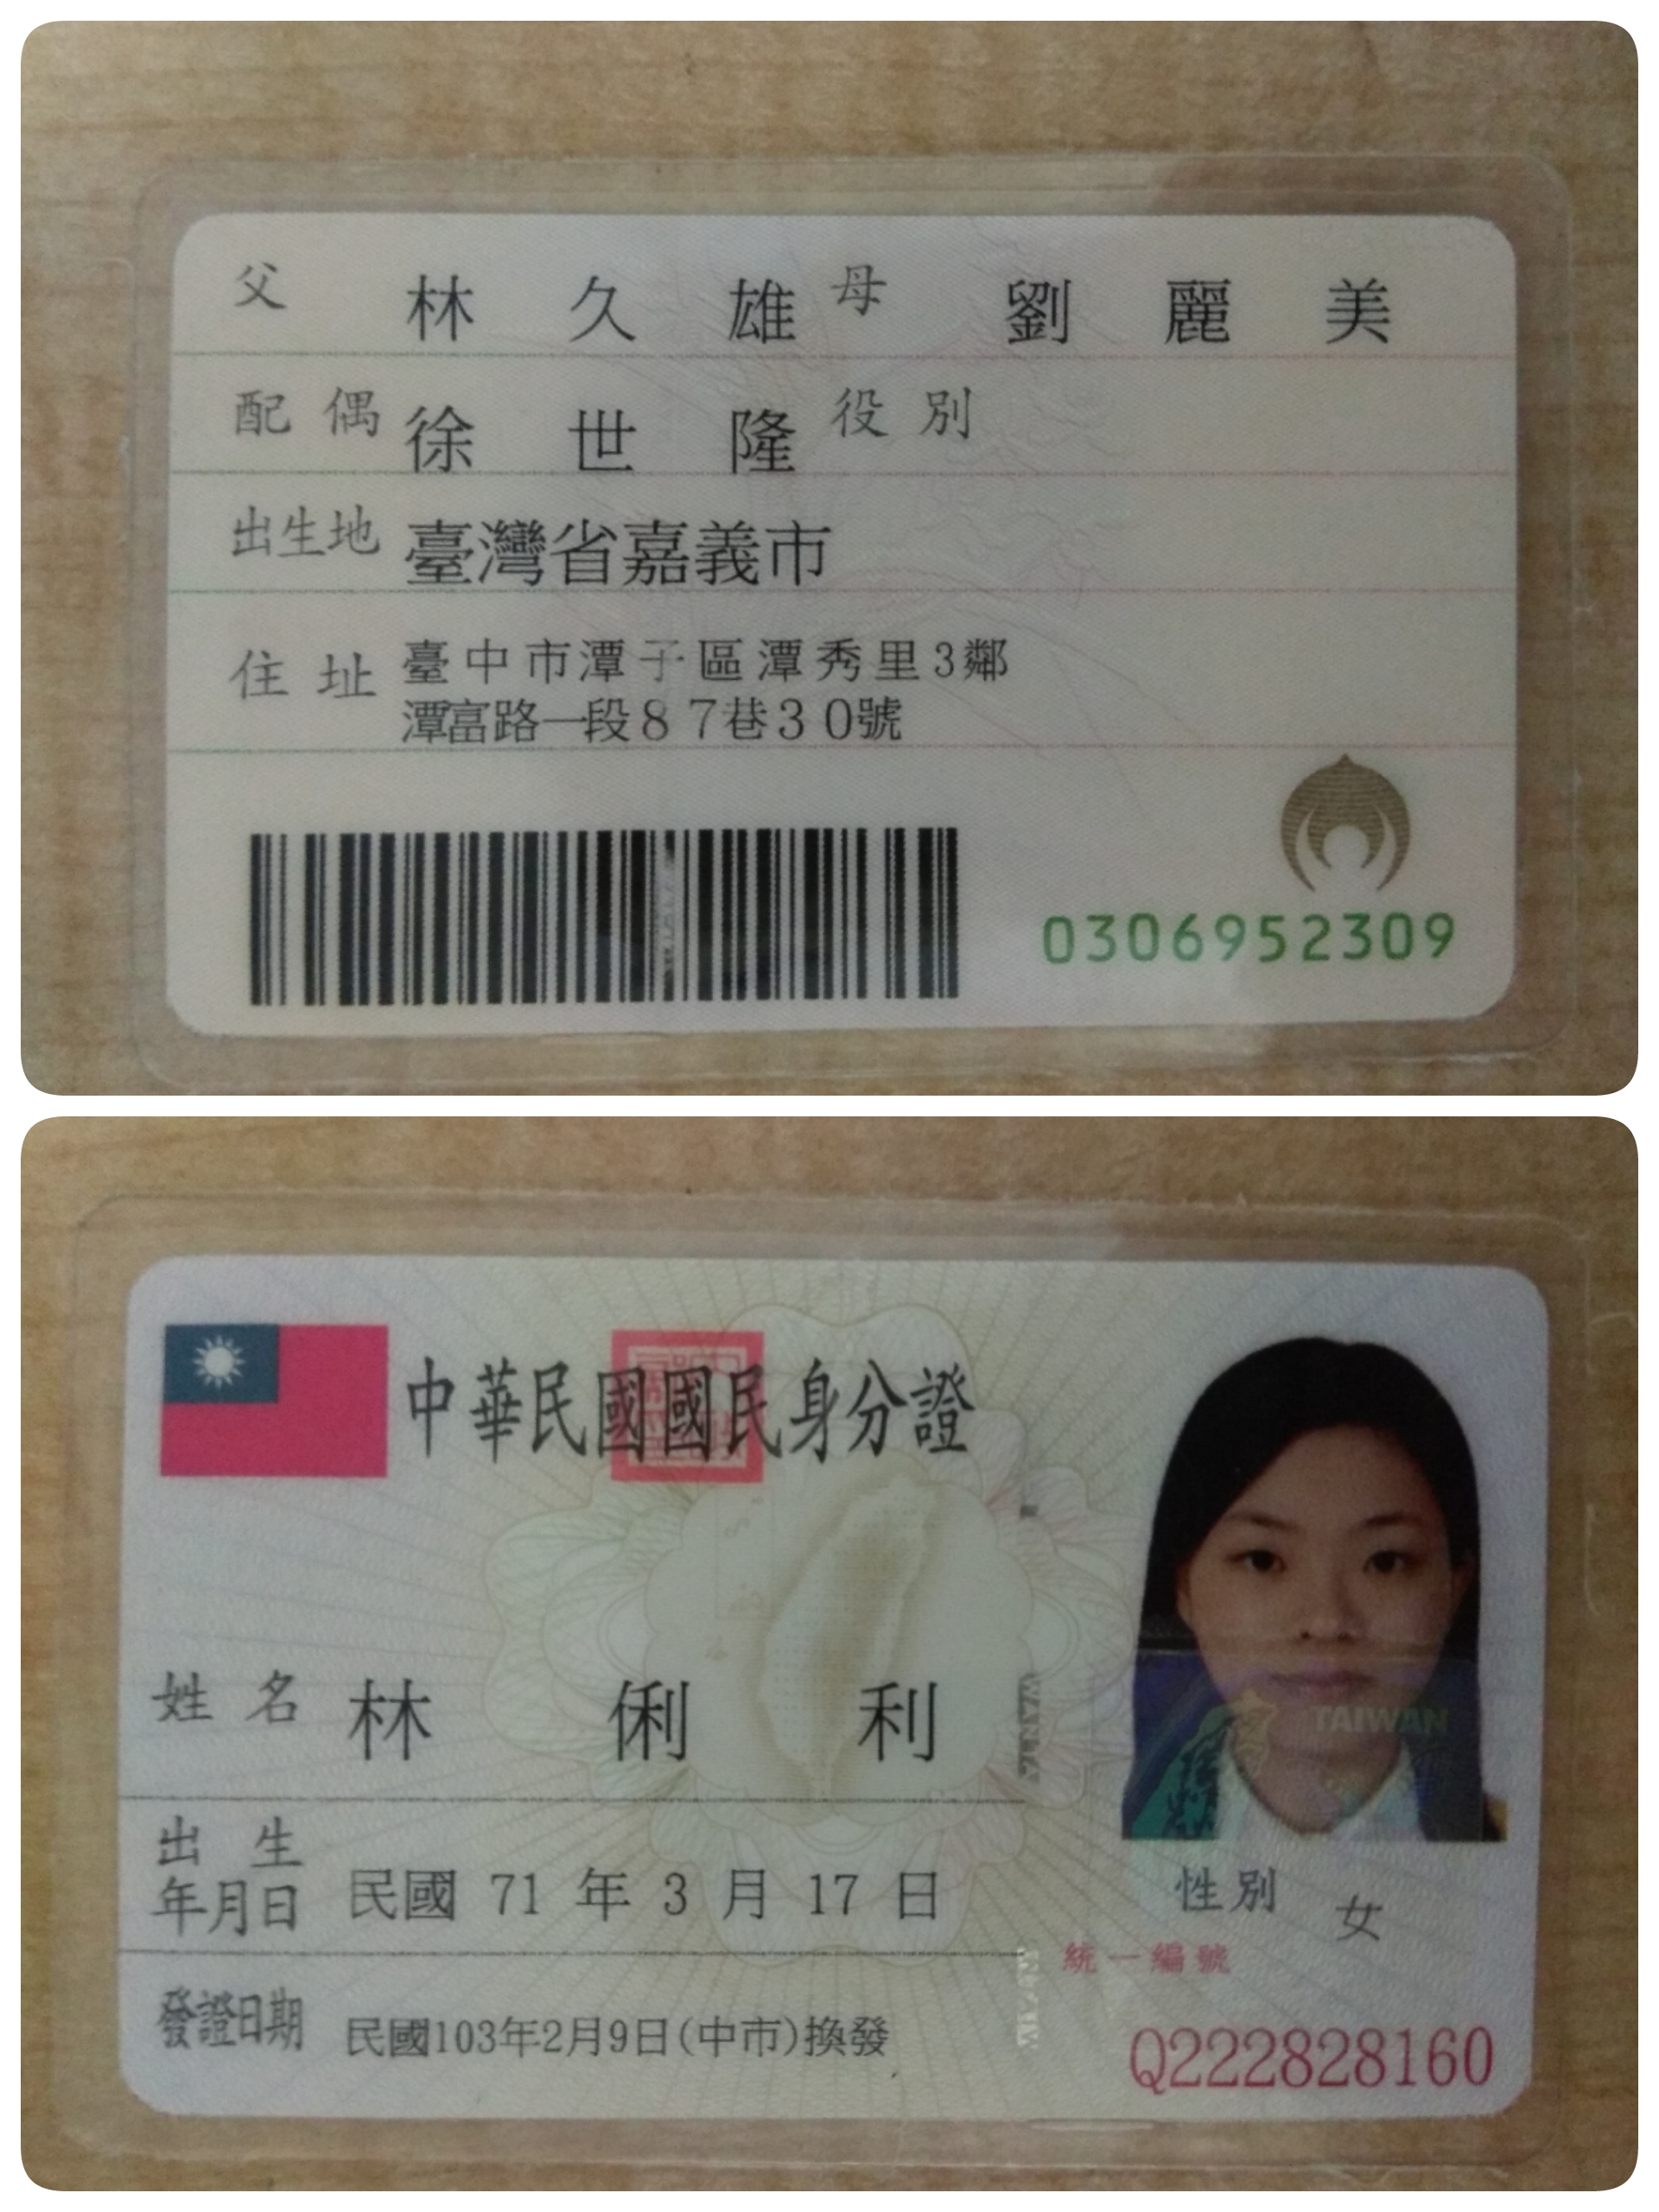 父 林久雄 母 劉麗美
配偶 徐世隆 役別
出生地 臺灣省嘉義市
住址 臺中市潭子區潭秀里3鄰
潭富路一段87巷30號
0306952309
中華民國國民身分證
姓名 林俐利
出生
年月日 民國 71 年 3 月 17 日
發證日期 民國103年2月9日(中市)換發
TAIWAN
性別 女
統一編號
Q222828160